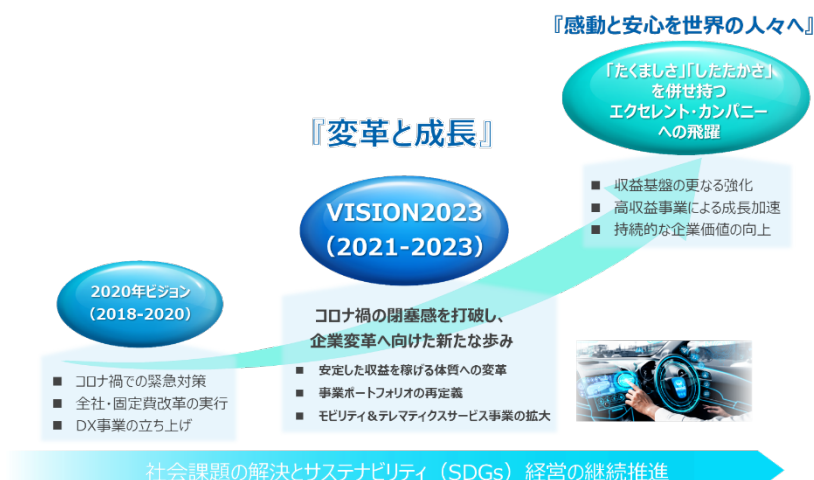 『感動と安心を世界の人々へ』
「たくましさ」「したたかさ」
を併せ持つ
エクセレント・カンパニー
への飛躍
■ 収益基盤の更なる強化
■ 高収益事業による成長加速
■ 持続的な企業価値の向上
『変革と成長』
VISION2023
（2021-2023）
コロナ禍の閉塞感を打破し、
企業変革へ向けた新たな歩み
■ 安定した収益を稼げる体質への変革
■ 事業ポートフォリオの再定義
■ モビリティ＆テレマティクスサービス事業の拡大
2020年ビジョン
（2018-2020）
■ コロナ禍での緊急対策
■ 全社・固定費改革の実行
■ DX事業の立ち上げ
社会課題の解決とサステナビリティ（SDGs）経営の継続推進